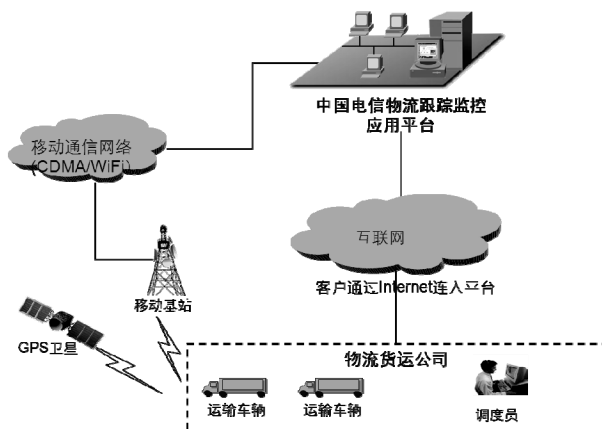 中国电信物流跟踪监控
应用平台
移动通信网络
(CDMA/WiFi)
互联网
客户通过Internet连入平台
移动基站
GPS卫星
物流货运公司
运输车辆
运输车辆
调度员